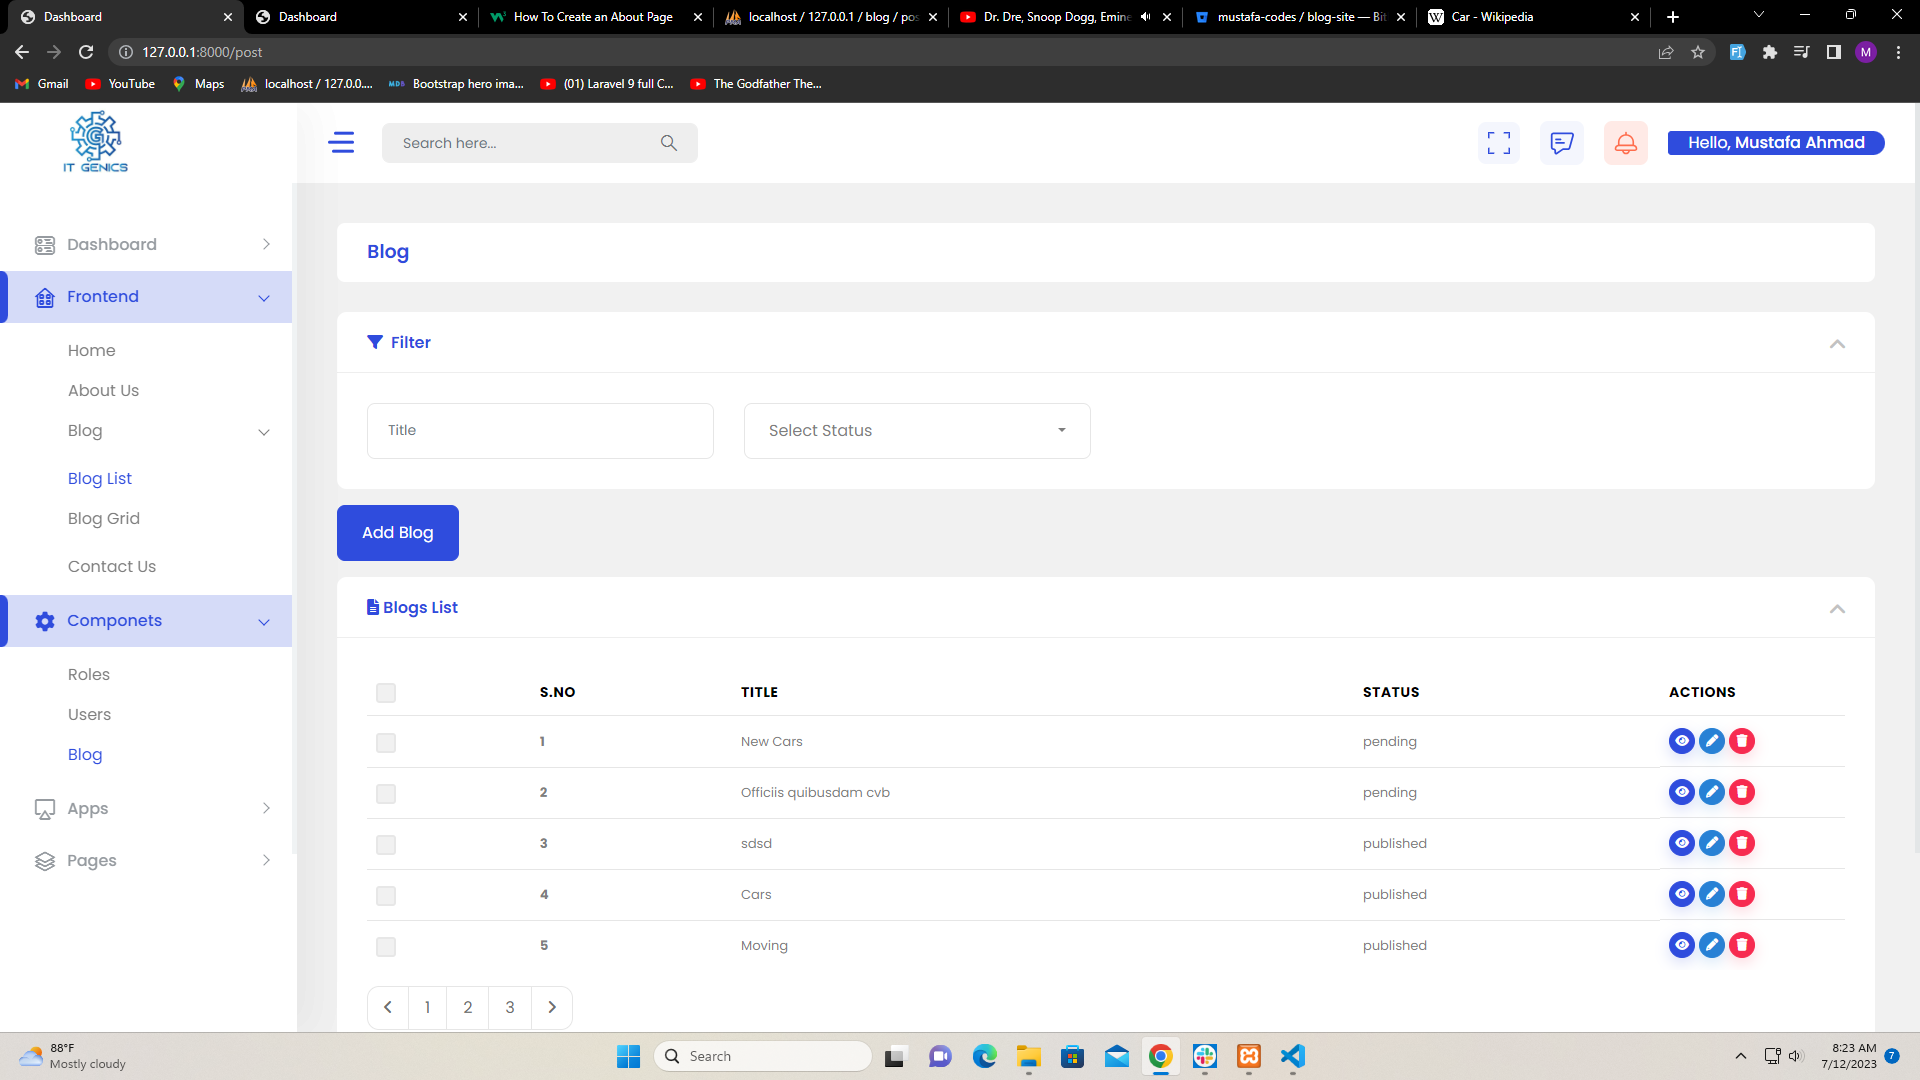 Dashboard
Dashboard
How To Create an About Page
localhost / 127.0.0.1 / blog / pos
Dr. Dre, Snoop Dogg, Emine
mustafa-codes / blog-site — Bit
Car - Wikipedia
127.0.0.1:8000/post
M
Gmail
YouTube
Maps
localhost / 127.0.0....
Bootstrap hero ima...
(01) Laravel 9 full C...
The Godfather The...
IT GENICS
Search here...
Hello, Mustafa Ahmad
Dashboard
Frontend
Home
About Us
Blog
Blog List
Blog Grid
Contact Us
Componets
Roles
Users
Blog
Apps
Pages
Blog
Filter
Title
Select Status
Add Blog
Blogs List
S.NO TITLE STATUS ACTIONS
1 New Cars pending
2 Officiis quibusdam cvb pending
3 sdsd published
4 Cars published
5 Moving published
1 2 3
88°F
Mostly cloudy
Search
8:23 AM
7/12/2023
7